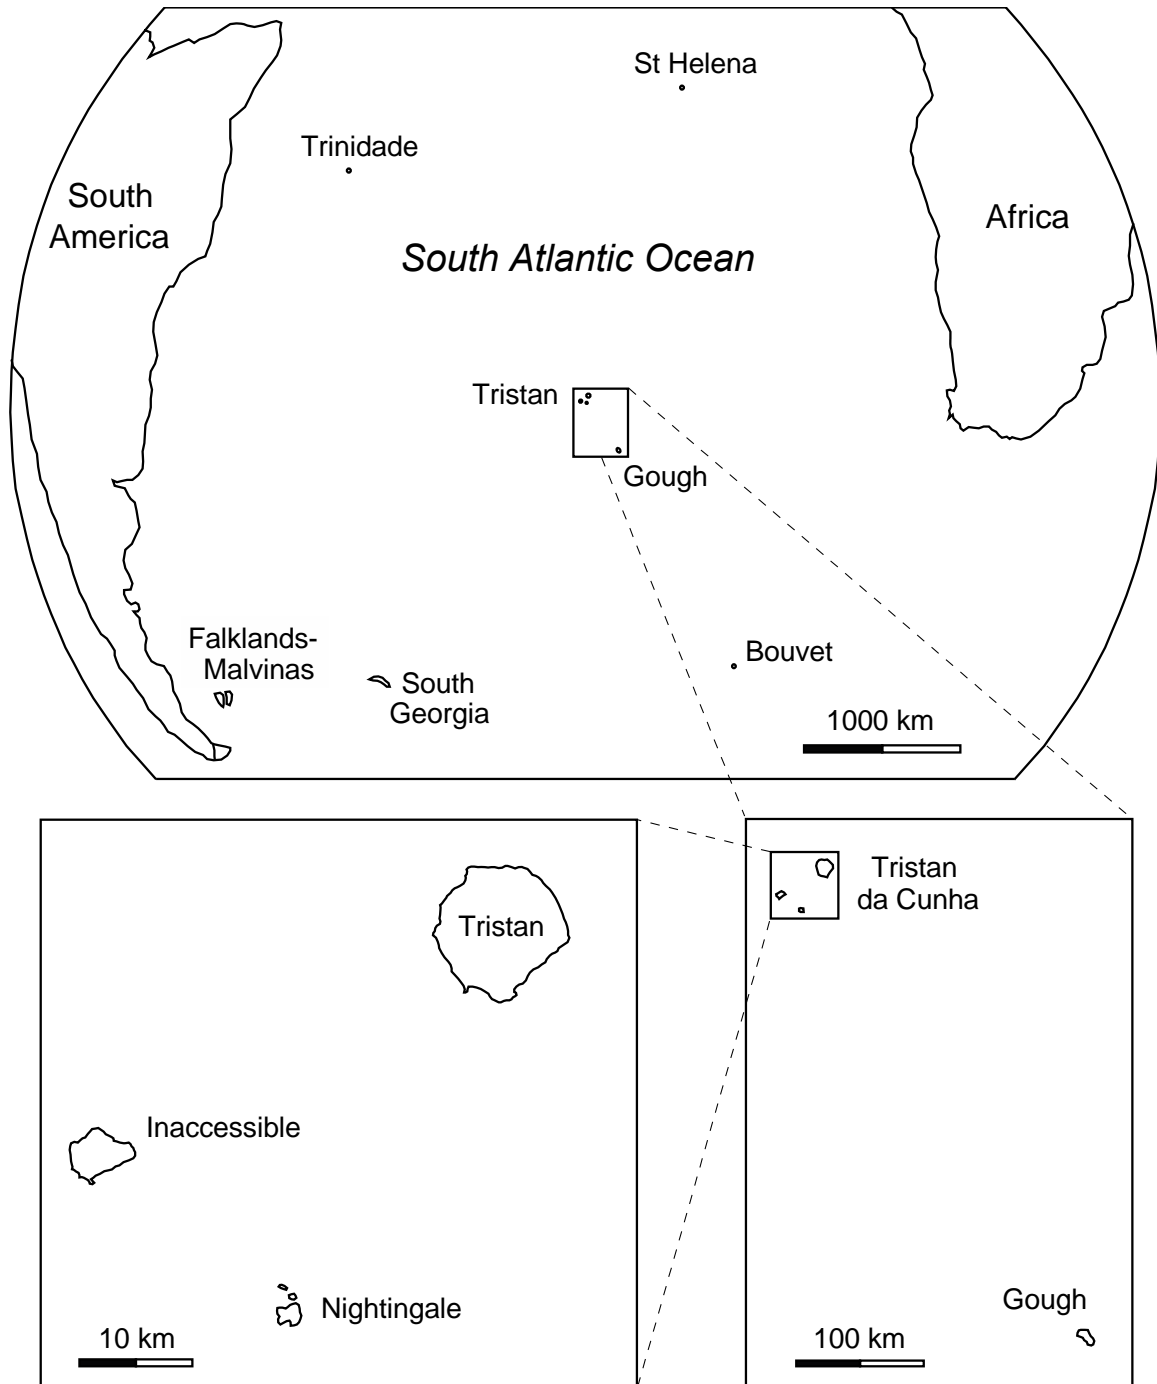 St Helena
Trinidade
South
America
Africa
South Atlantic Ocean
Tristan
Gough
Falklands-
Malvinas
South
Georgia
Bouvet
1000 km
Tristan
Inaccessible
Nightingale
10 km
Tristan
da Cunha
Gough
100 km